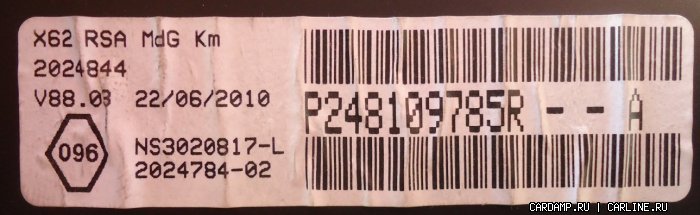 X62 RSA MdG Km
2024844
V88.03 22/06/2010
096
NS3020817-L
2024784-02
P248109785R - - A
CARDAMP.RU | CARLINE.RU